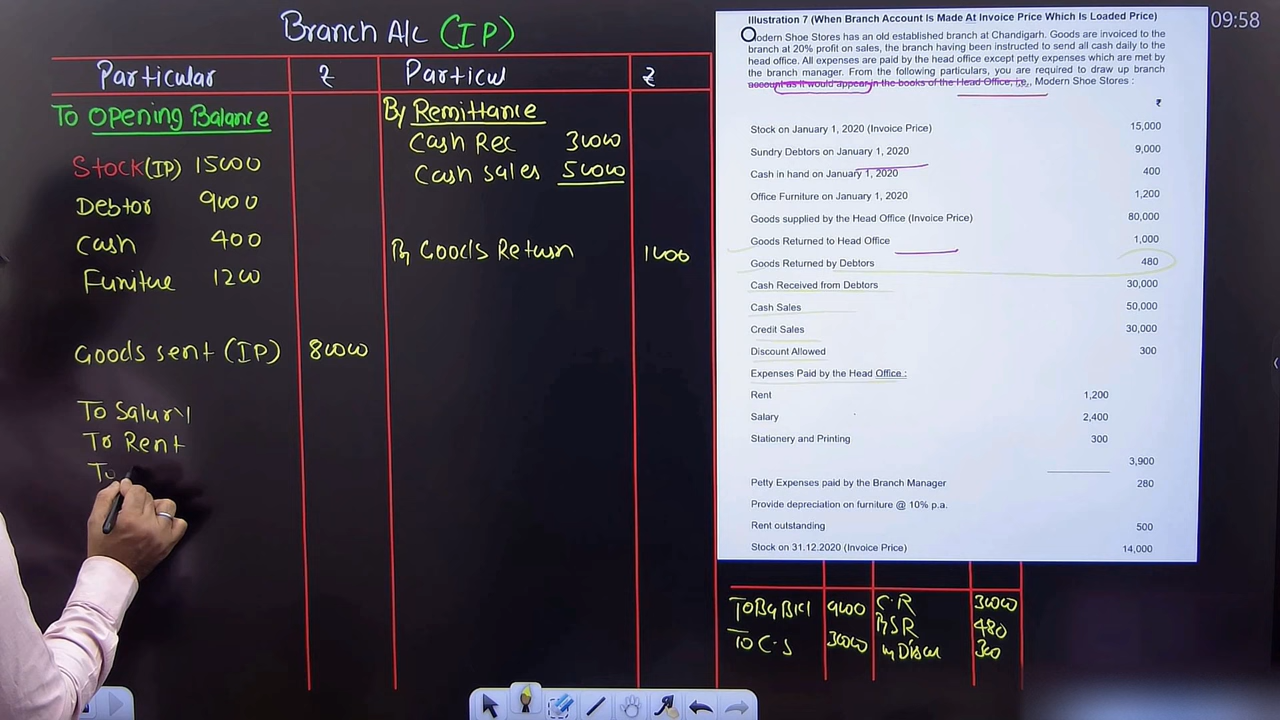 Branch A/c (IP)
Particular ₹ Particul ₹
To Opening Balance
Stock (IP) 15000
Debtor 9000
Cash 400
Furnitue 1200
Goods sent (IP) 80000
To Salary
To Rent
To
By Remittance
Cash Rec 30000
Cash sales 50000
By Goods Return 1000
Illustration 7 (When Branch Account Is Made At Invoice Price Which Is Loaded Price)
Modern Shoe Stores has an old established branch at Chandigarh. Goods are invoiced to the
branch at 20% profit on sales, the branch having been instructed to send all cash daily to the
head office. All expenses are paid by the head office except petty expenses which are met by
the branch manager. From the following particulars, you are required to draw up branch
account as it would appear in the books of the Head Office, i.e., Modern Shoe Stores :
₹
Stock on January 1, 2020 (Invoice Price) 15,000
Sundry Debtors on January 1, 2020 9,000
Cash in hand on January 1, 2020 400
Office Furniture on January 1, 2020 1,200
Goods supplied by the Head Office (Invoice Price) 80,000
Goods Returned to Head Office 1,000
Goods Returned by Debtors 480
Cash Received from Debtors 30,000
Cash Sales 50,000
Credit Sales 30,000
Discount Allowed 300
Expenses Paid by the Head Office :
Rent 1,200
Salary 2,400
Stationery and Printing 300
3,900
Petty Expenses paid by the Branch Manager 280
Provide depreciation on furniture @ 10% p.a.
Rent outstanding 500
Stock on 31.12.2020 (Invoice Price) 14,000
09:58
9000 C.R 30000
To C.S 30000 SR 480
300